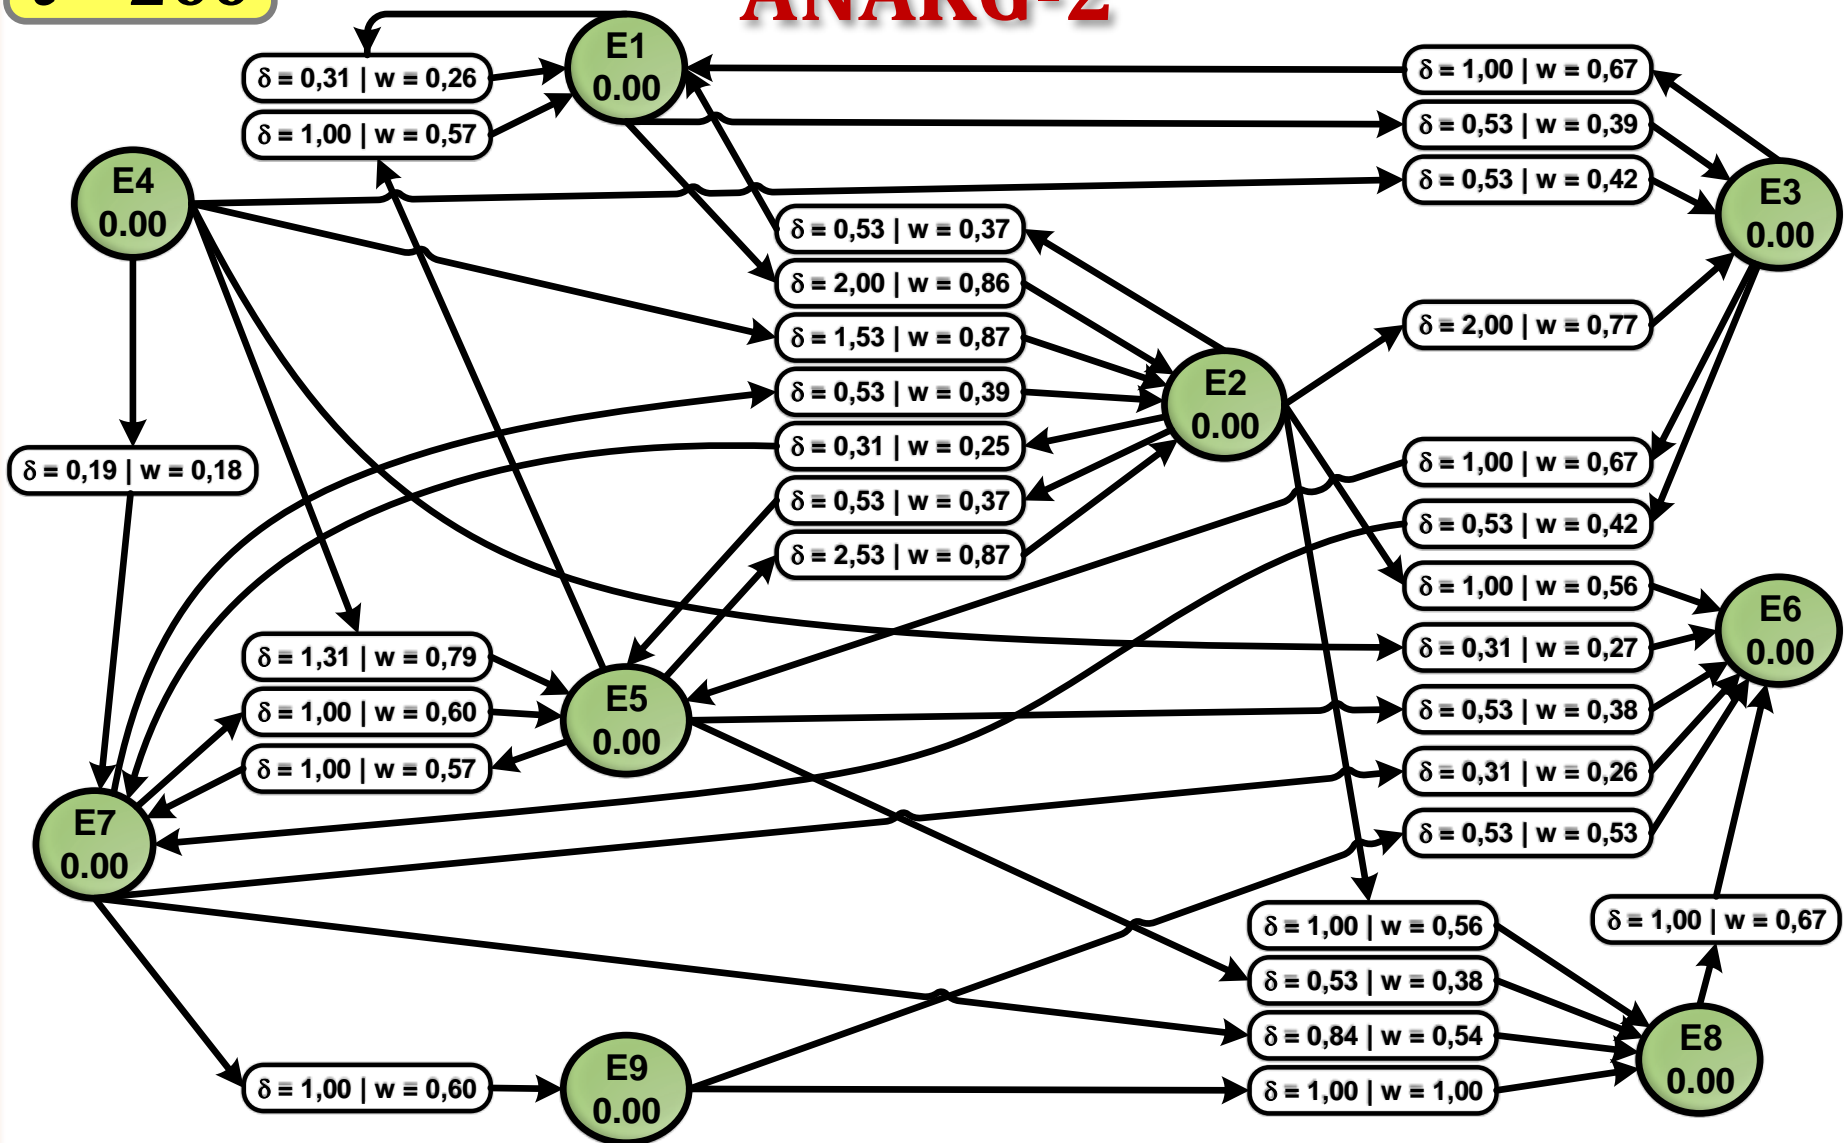 ANAKG-2
E1
0.00
δ = 0,31 | w = 0,26
δ = 1,00 | w = 0,57
δ = 1,00 | w = 0,67
δ = 0,53 | w = 0,39
δ = 0,53 | w = 0,42
E4
0.00
E3
0.00
δ = 0,53 | w = 0,37
δ = 2,00 | w = 0,86
δ = 1,53 | w = 0,87
δ = 0,53 | w = 0,39
δ = 0,31 | w = 0,25
δ = 0,53 | w = 0,37
δ = 2,53 | w = 0,87
E2
0.00
δ = 2,00 | w = 0,77
δ = 0,19 | w = 0,18
δ = 1,00 | w = 0,67
δ = 0,53 | w = 0,42
δ = 1,00 | w = 0,56
δ = 0,31 | w = 0,27
δ = 0,53 | w = 0,38
δ = 0,31 | w = 0,26
δ = 0,53 | w = 0,53
E6
0.00
δ = 1,31 | w = 0,79
δ = 1,00 | w = 0,60
δ = 1,00 | w = 0,57
E5
0.00
E7
0.00
δ = 1,00 | w = 0,67
δ = 1,00 | w = 0,56
δ = 0,53 | w = 0,38
δ = 0,84 | w = 0,54
δ = 1,00 | w = 1,00
E8
0.00
δ = 1,00 | w = 0,60
E9
0.00